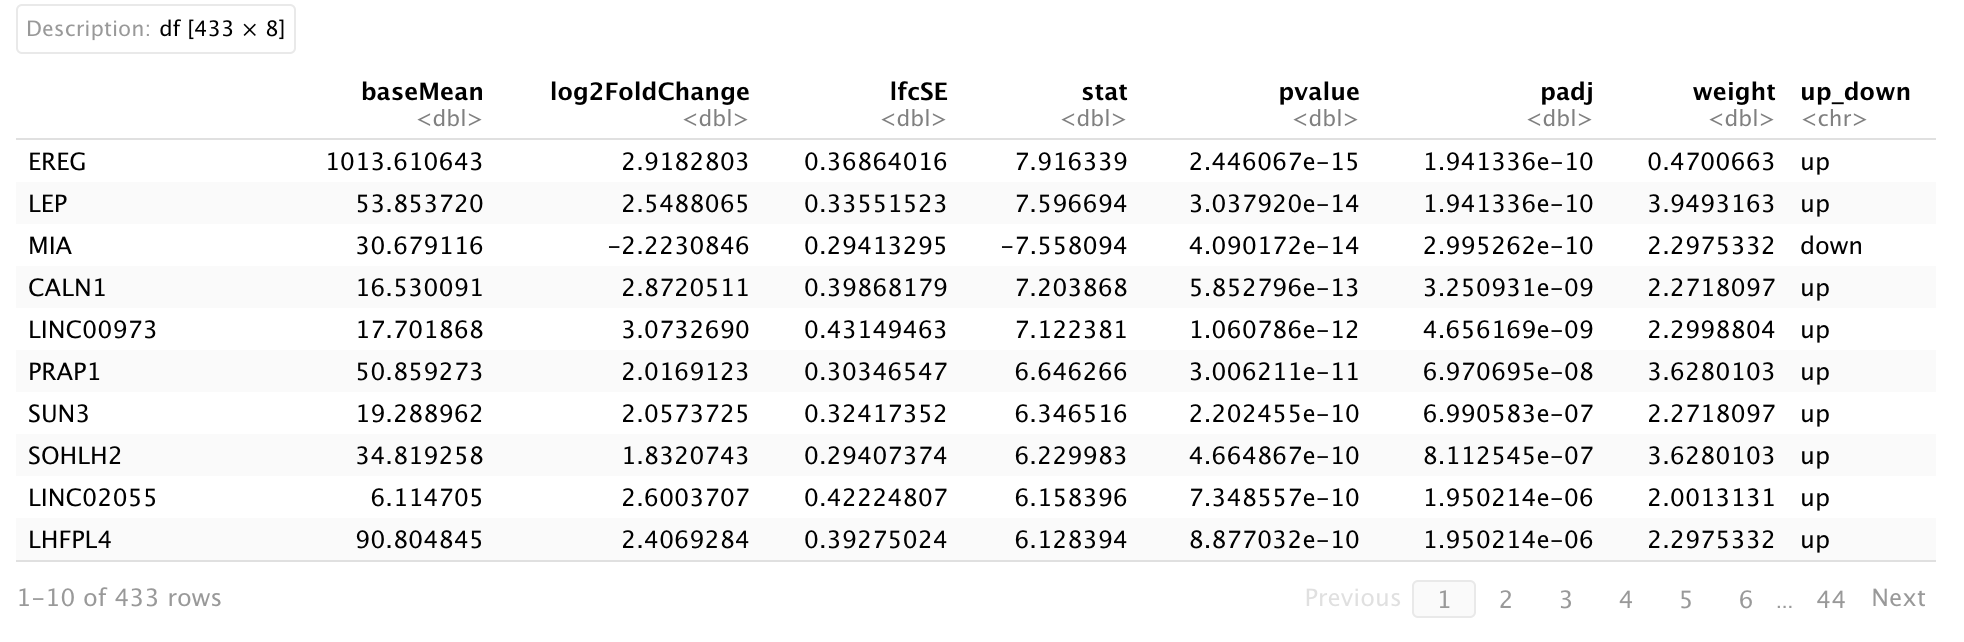 Description: df [433 × 8]
baseMean log2FoldChange lfcSE stat pvalue padj weight up_down
<dbl> <dbl> <dbl> <dbl> <dbl> <dbl> <dbl> <chr>
EREG 1013.610643 2.9182803 0.36864016 7.916339 2.446067e−15 1.941336e−10 0.4700663 up
LEP 53.853720 2.5488065 0.33551523 7.596694 3.037920e−14 1.941336e−10 3.9493163 up
MIA 30.679116 −2.2230846 0.29413295 −7.558094 4.090172e−14 2.995262e−10 2.2975332 down
CALN1 16.530091 2.8720511 0.39868179 7.203868 5.852796e−13 3.250931e−09 2.2718097 up
LINC00973 17.701868 3.0732690 0.43149463 7.122381 1.060786e−12 4.656169e−09 2.2998804 up
PRAP1 50.859273 2.0169123 0.30346547 6.646266 3.006211e−11 6.970695e−08 3.6280103 up
SUN3 19.288962 2.0573725 0.32417352 6.346516 2.202455e−10 6.990583e−07 2.2718097 up
SOHLH2 34.819258 1.8320743 0.29407374 6.229983 4.664867e−10 8.112545e−07 3.6280103 up
LINC02055 6.114705 2.6003707 0.42224807 6.158396 7.348557e−10 1.950214e−06 2.0013131 up
LHFPL4 90.804845 2.4069284 0.39275024 6.128394 8.877032e−10 1.950214e−06 2.2975332 up
1–10 of 433 rows Previous 1 2 3 4 5 6 ... 44 Next